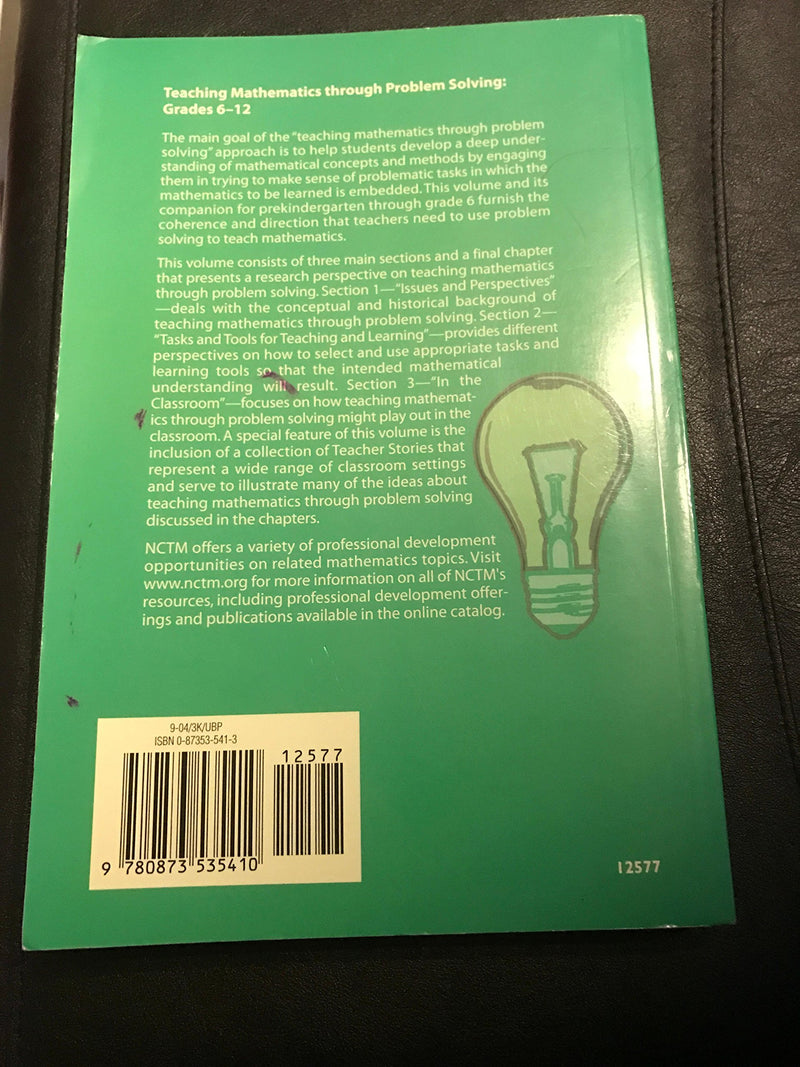 Teaching Mathematics through Problem Solving:
Grades 6–12
The main goal of the "teaching mathematics through problem
solving" approach is to help students develop a deep under-
standing of mathematical concepts and methods by engaging
them in trying to make sense of problematic tasks in which the
mathematics to be learned is embedded. This volume and its
companion for prekindergarten through grade 6 furnish the
coherence and direction that teachers need to use problem
solving to teach mathematics.
This volume consists of three main sections and a final chapter
that presents a research perspective on teaching mathematics
through problem solving. Section 1—"Issues and Perspectives"
—deals with the conceptual and historical background of
teaching mathematics through problem solving. Section 2—
"Tasks and Tools for Teaching and Learning"—provides different
perspectives on how to select and use appropriate tasks and
learning tools so that the intended mathematical
understanding will result. Section 3—"In the
Classroom"—focuses on how teaching mathemat-
ics through problem solving might play out in the
classroom. A special feature of this volume is the
inclusion of a collection of Teacher Stories that
represent a wide range of classroom settings
and serve to illustrate many of the ideas about
teaching mathematics through problem solving
discussed in the chapters.
NCTM offers a variety of professional development
opportunities on related mathematics topics. Visit
www.nctm.org for more information on all of NCTM's
resources, including professional development offer-
ings and publications available in the online catalog.
9-04/3K/UBP
ISBN 0-87353-541-3
12577
9 780873 535410
12577